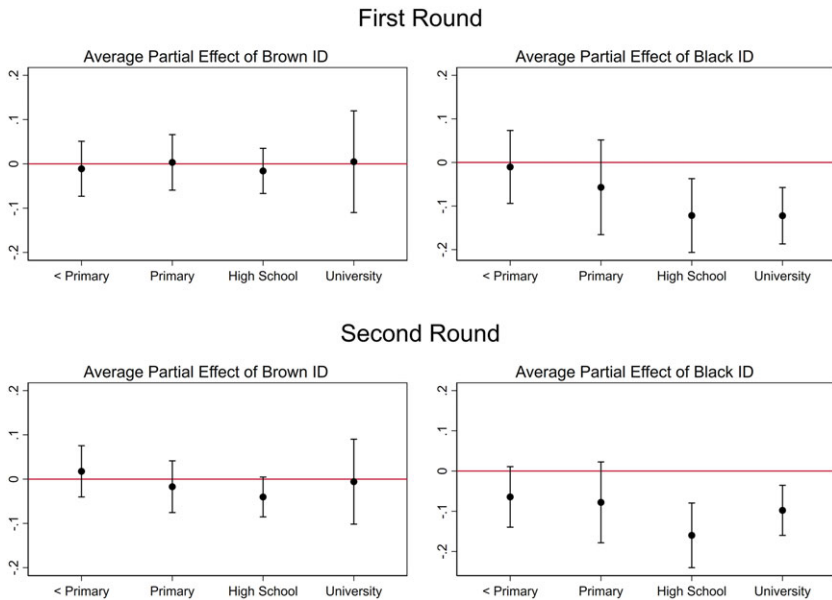 First Round
Average Partial Effect of Brown ID
.2
.1
0
-.1
-.2
< Primary Primary High School University
Average Partial Effect of Black ID
.2
.1
0
-.1
-.2
< Primary Primary High School University
Second Round
Average Partial Effect of Brown ID
.2
.1
0
-.1
-.2
< Primary Primary High School University
Average Partial Effect of Black ID
.2
.1
0
-.1
-.2
< Primary Primary High School University